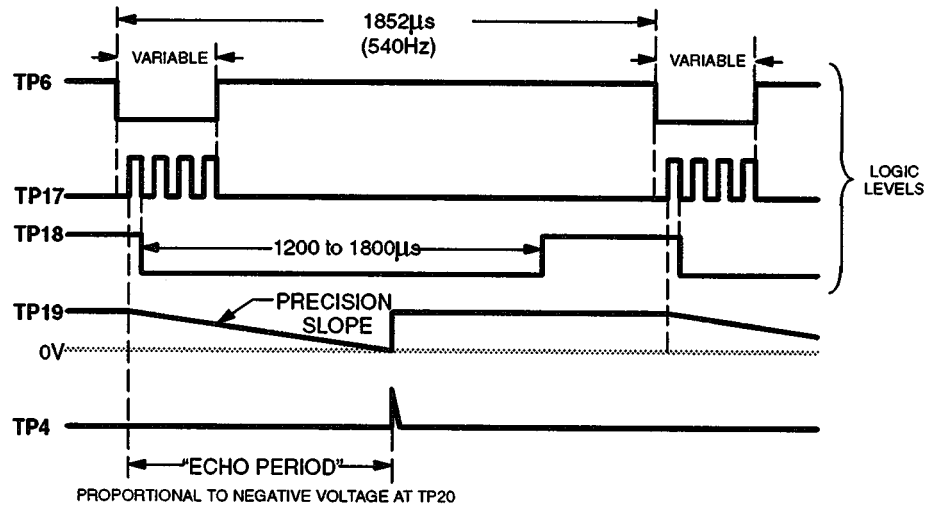 1852µs
(540Hz)
VARIABLE
VARIABLE
TP6
TP17
LOGIC
LEVELS
TP18
1200 to 1800µs
TP19
PRECISION
SLOPE
0V
TP4
"ECHO PERIOD"
PROPORTIONAL TO NEGATIVE VOLTAGE AT TP20